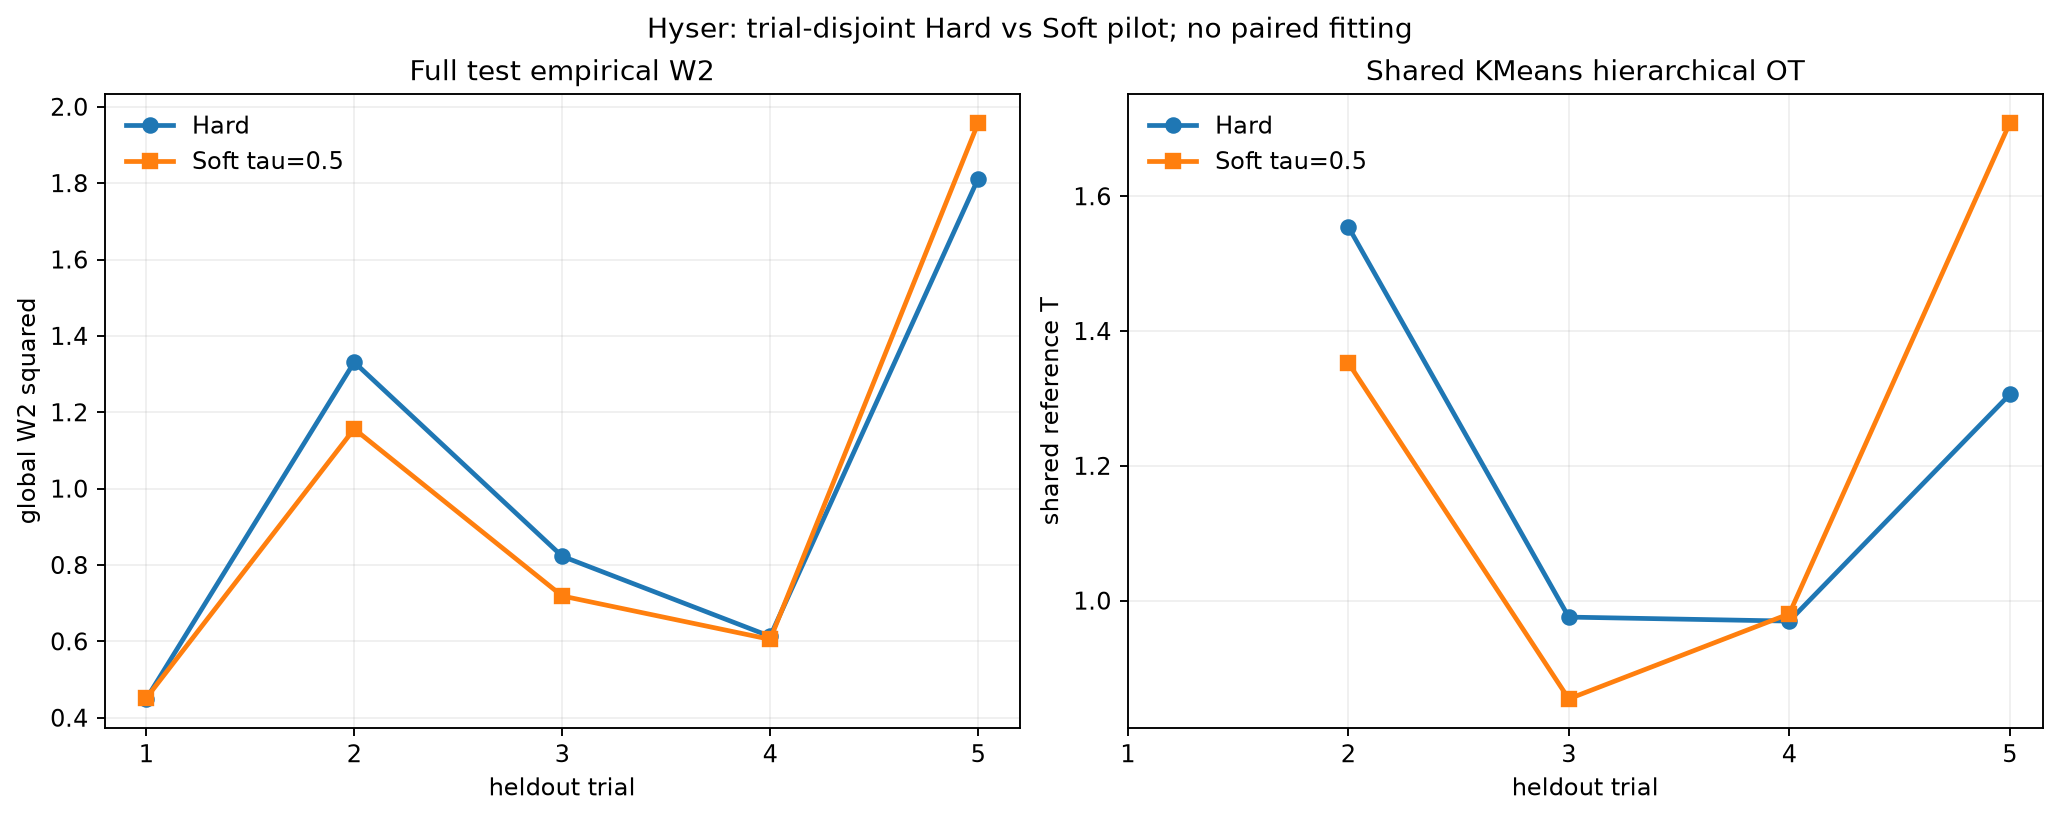 Hyser: trial-disjoint Hard vs Soft pilot; no paired fitting
Full test empirical W2
Hard
Soft tau=0.5
2.0
1.8
1.6
1.4
1.2
1.0
0.8
0.6
0.4
global W2 squared
1 2 3 4 5
heldout trial
Shared KMeans hierarchical OT
Hard
Soft tau=0.5
1.6
1.4
1.2
1.0
shared reference T
1 2 3 4 5
heldout trial